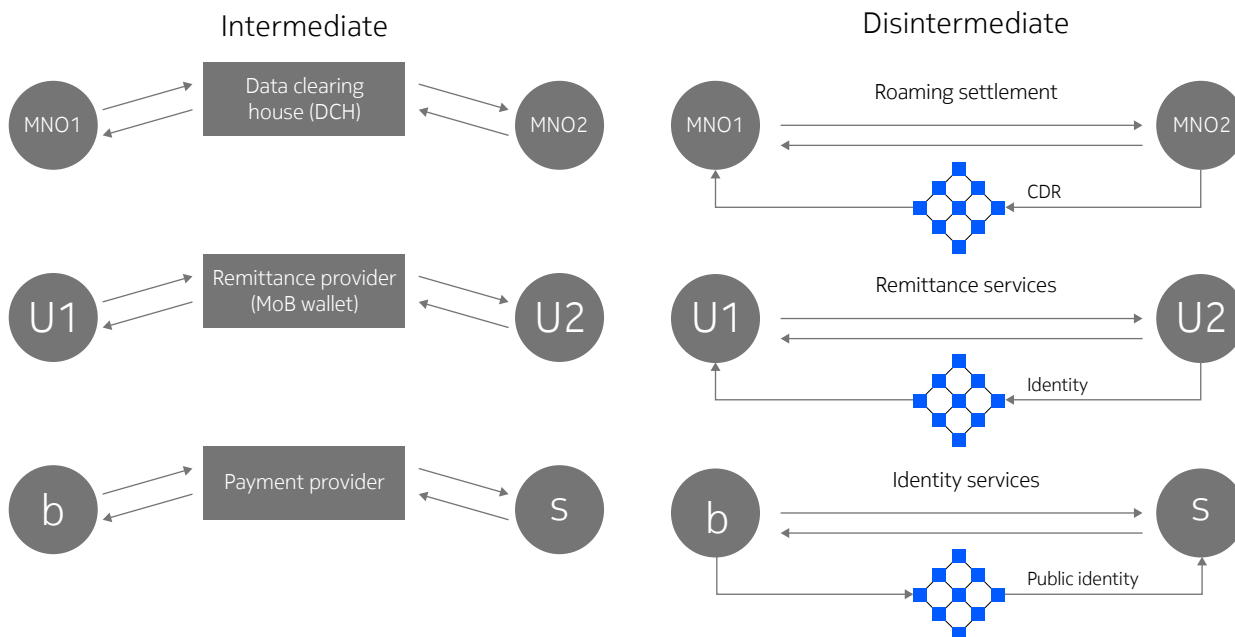 Intermediate
MNO1
Data clearing
house (DCH)
MNO2
U1
Remittance provider
(MoB wallet)
U2
b
Payment provider
S
Disintermediate
MNO1
Roaming settlement
MNO2
CDR
U1
Remittance services
U2
Identity
b
Identity services
S
Public identity